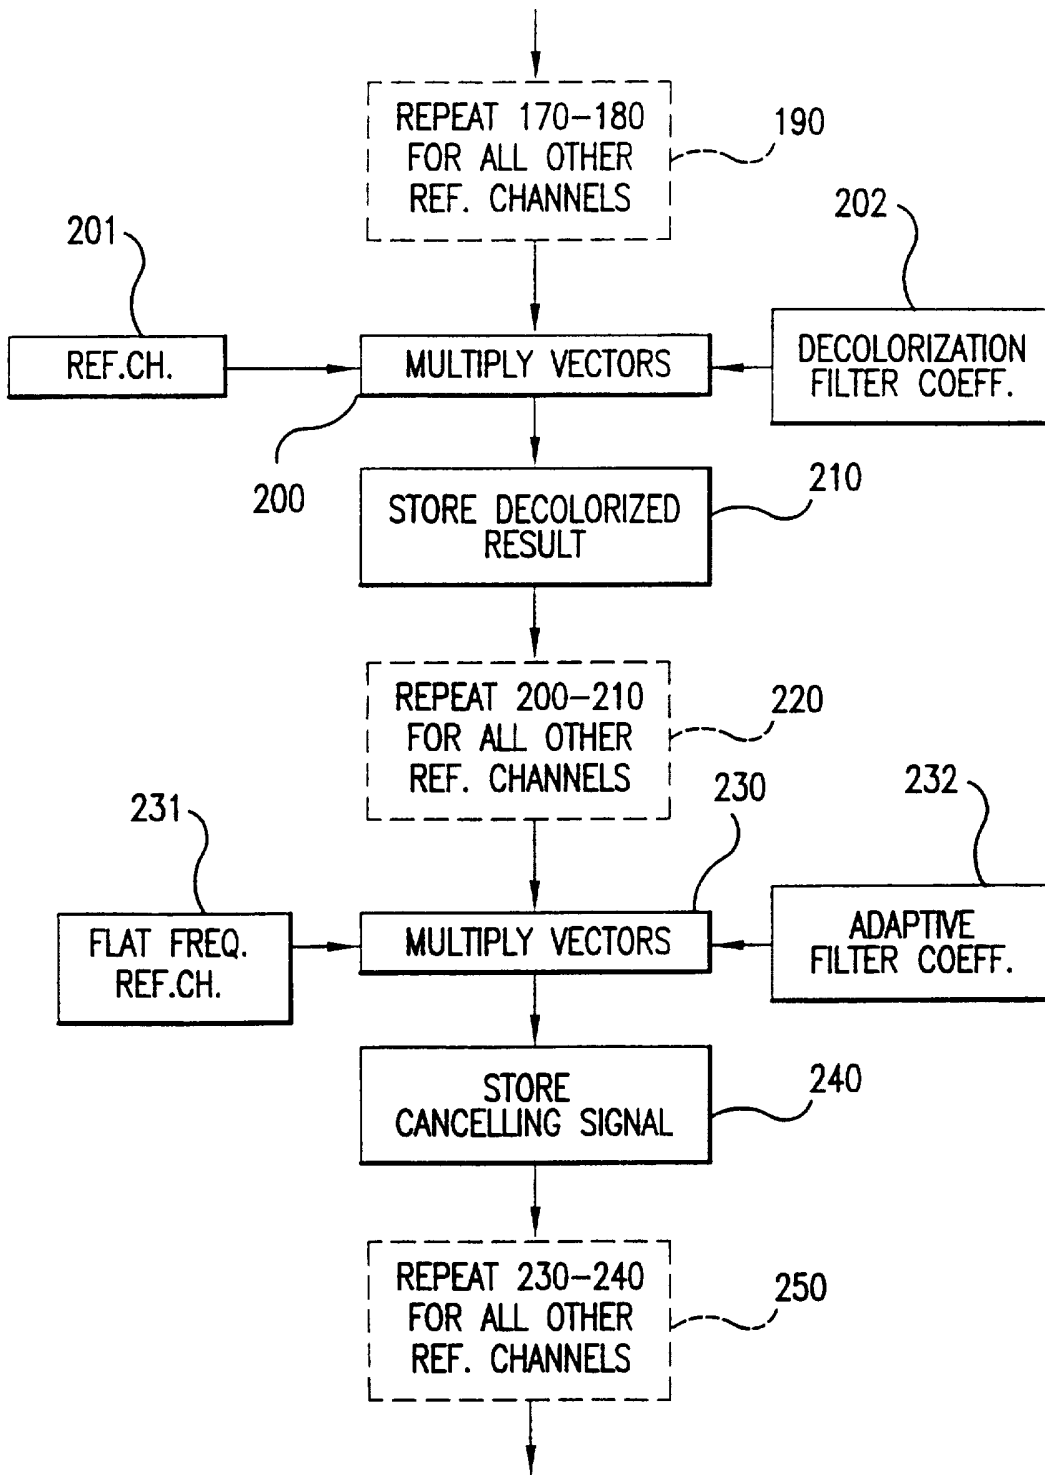 REPEAT 170-180
FOR ALL OTHER
REF. CHANNELS
190
201
202
REF.CH.
MULTIPLY VECTORS
DECOLORIZATION
FILTER COEFF.
200
STORE DECOLORIZED
RESULT
210
REPEAT 200-210
FOR ALL OTHER
REF. CHANNELS
220
231
230
232
FLAT FREQ.
REF.CH.
MULTIPLY VECTORS
ADAPTIVE
FILTER COEFF.
STORE
CANCELLING SIGNAL
240
REPEAT 230-240
FOR ALL OTHER
REF. CHANNELS
250